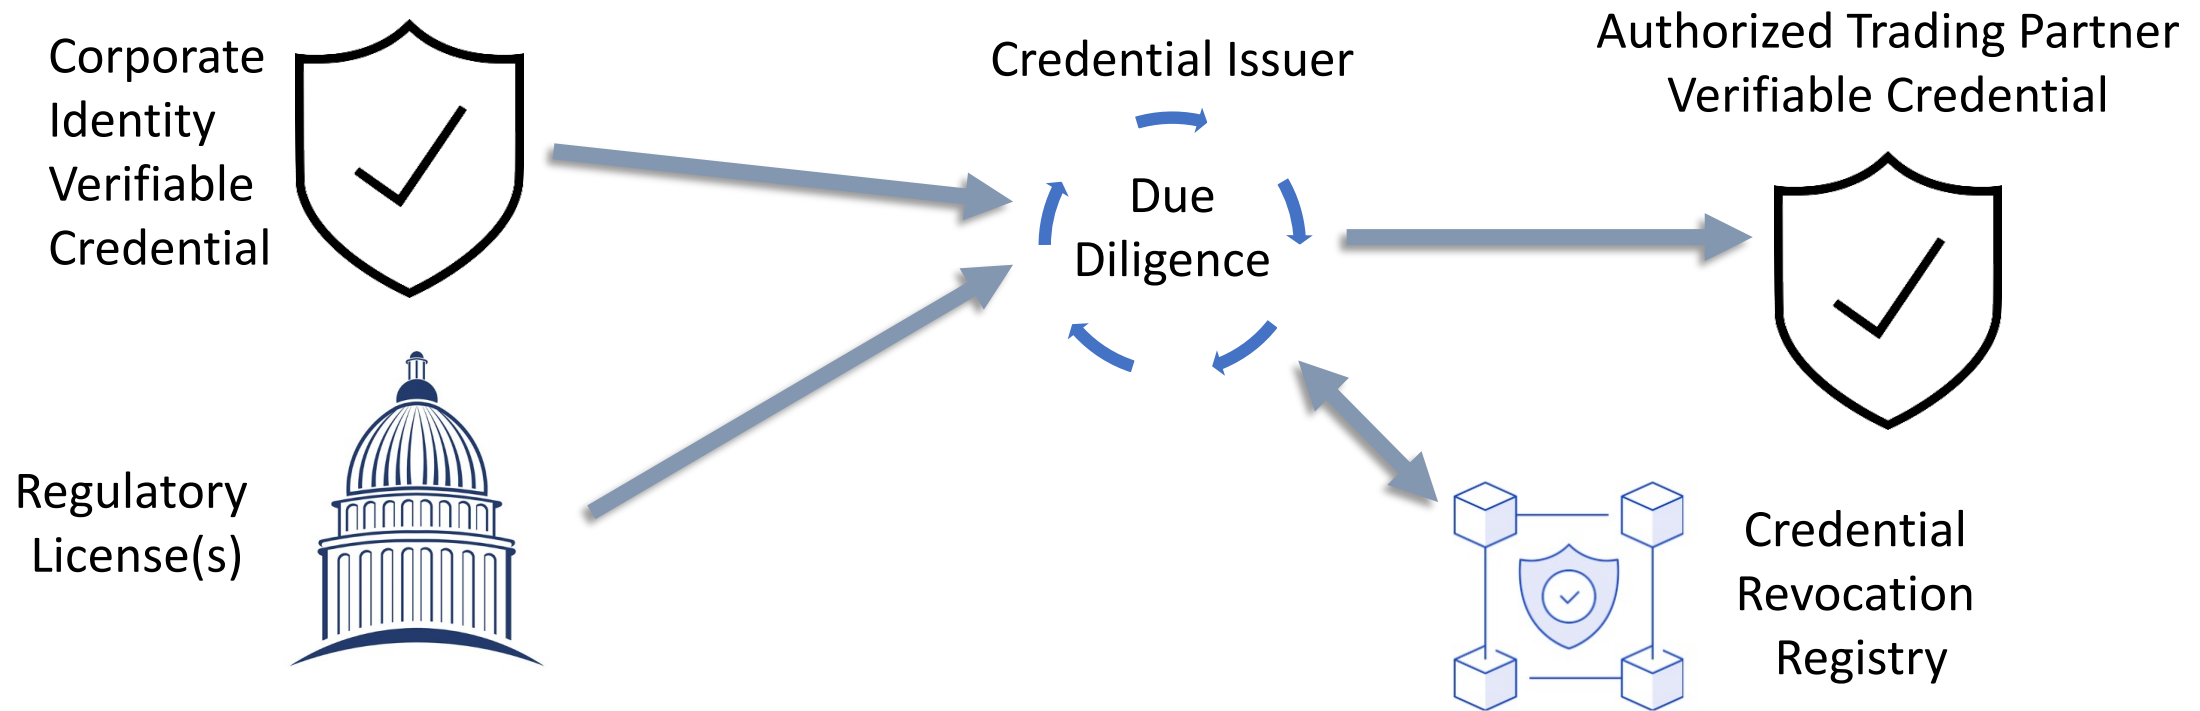 Corporate
Identity
Verifiable
Credential
Regulatory
License(s)
Credential Issuer
Due
Diligence
Authorized Trading Partner
Verifiable Credential
Credential
Revocation
Registry